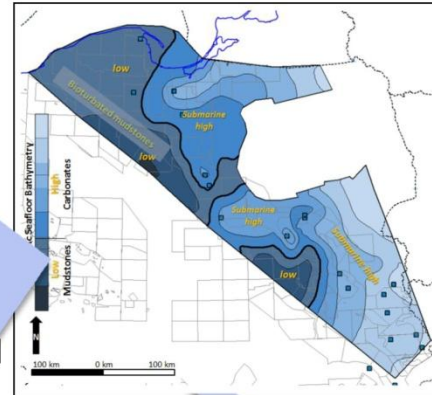 low
Bioturbated mudstones
Submarine
high
low
Submarine
high
Submarine
high
low
Seafloor Bathymetry
High
Carbonates
Low
Mudstones
N
100 km 0 km 100 km